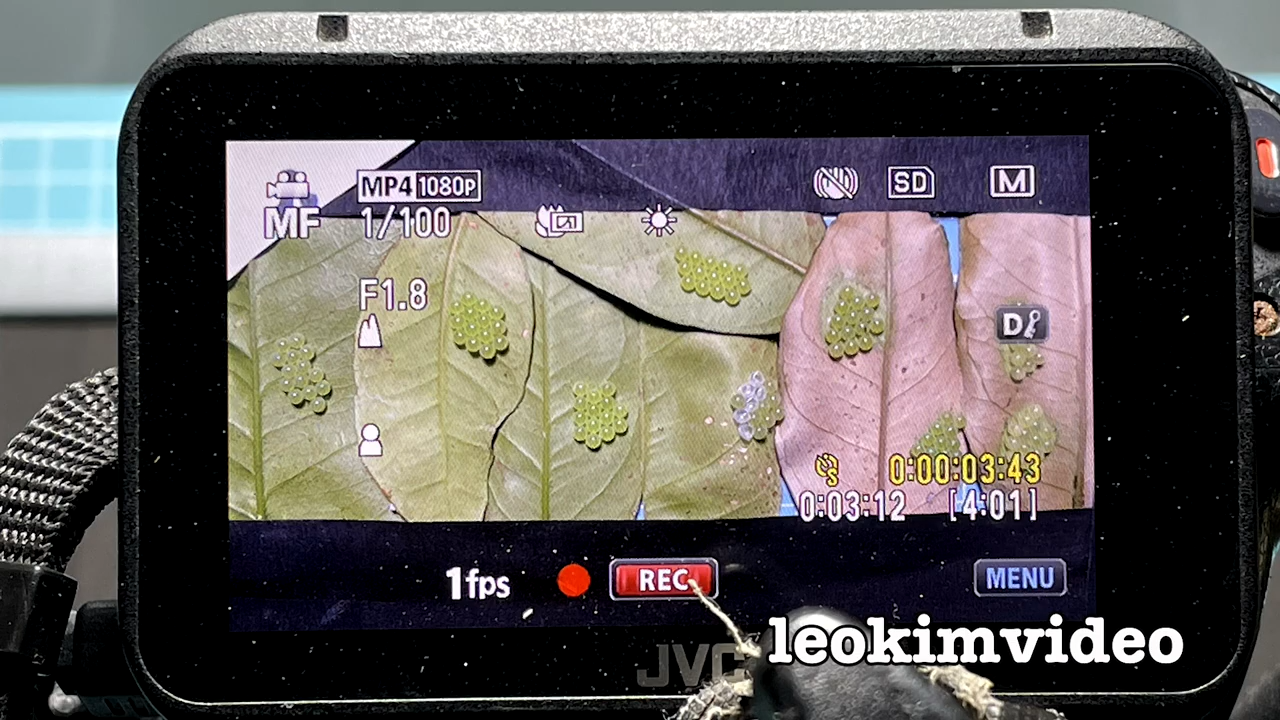 MP4 1080P
SD
M
MF
1/100
F1.8
D
0:00:03:43
0:03:12 [4:01]
1fps
REC
MENU
leokimvideo
JVC